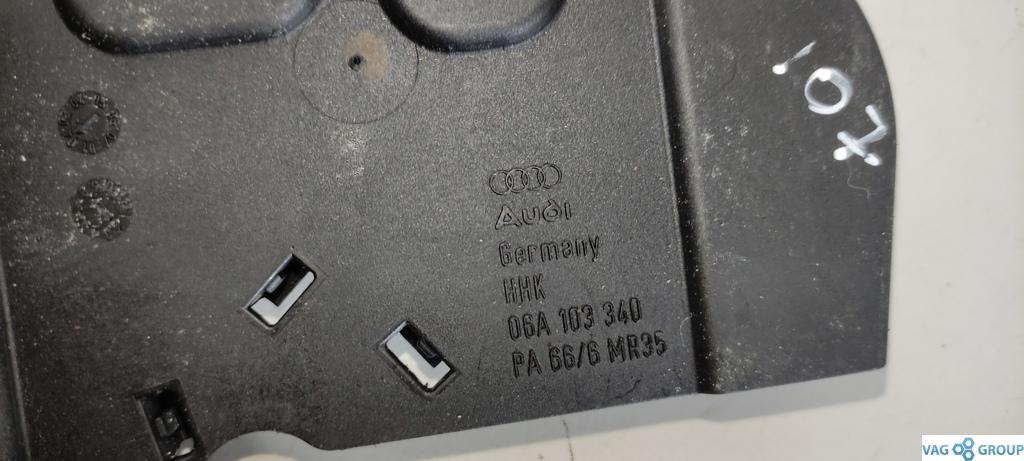 Audi
Germany
HHK
06A 103 340
PA 66/6 MR35
VAG GROUP